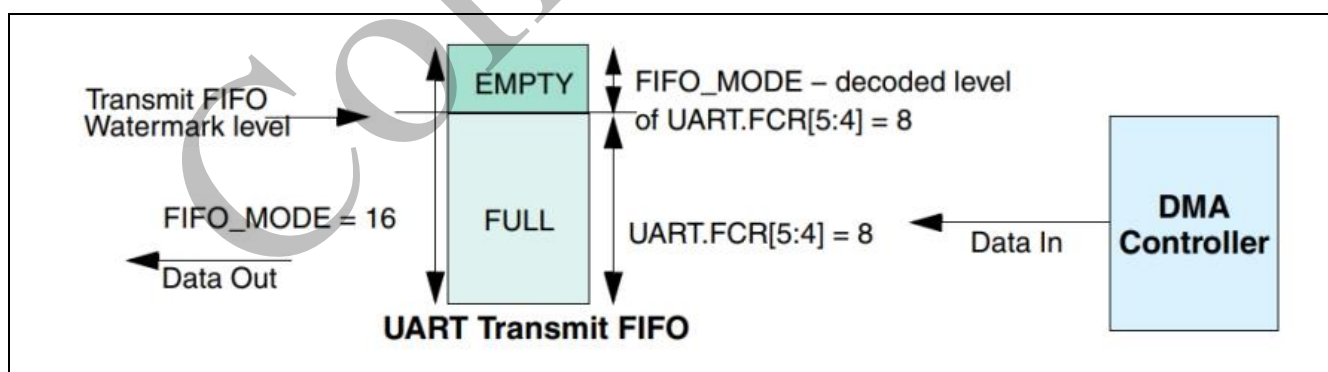 EMPTY
FIFO_MODE – decoded level
of UART.FCR[5:4] = 8
Transmit FIFO
Watermark level
FIFO_MODE = 16
Data Out
FULL
UART.FCR[5:4] = 8
Data In
DMA
Controller
UART Transmit FIFO